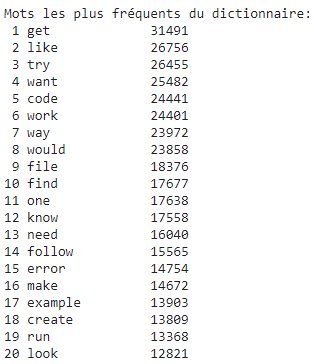 Mots les plus fréquents du dictionnaire:
1 get 31491
2 like 26756
3 try 26455
4 want 25482
5 code 24441
6 work 24401
7 way 23972
8 would 23858
9 file 18376
10 find 17677
11 one 17638
12 know 17558
13 need 16040
14 follow 15565
15 error 14754
16 make 14672
17 example 13903
18 create 13809
19 run 13368
20 look 12821